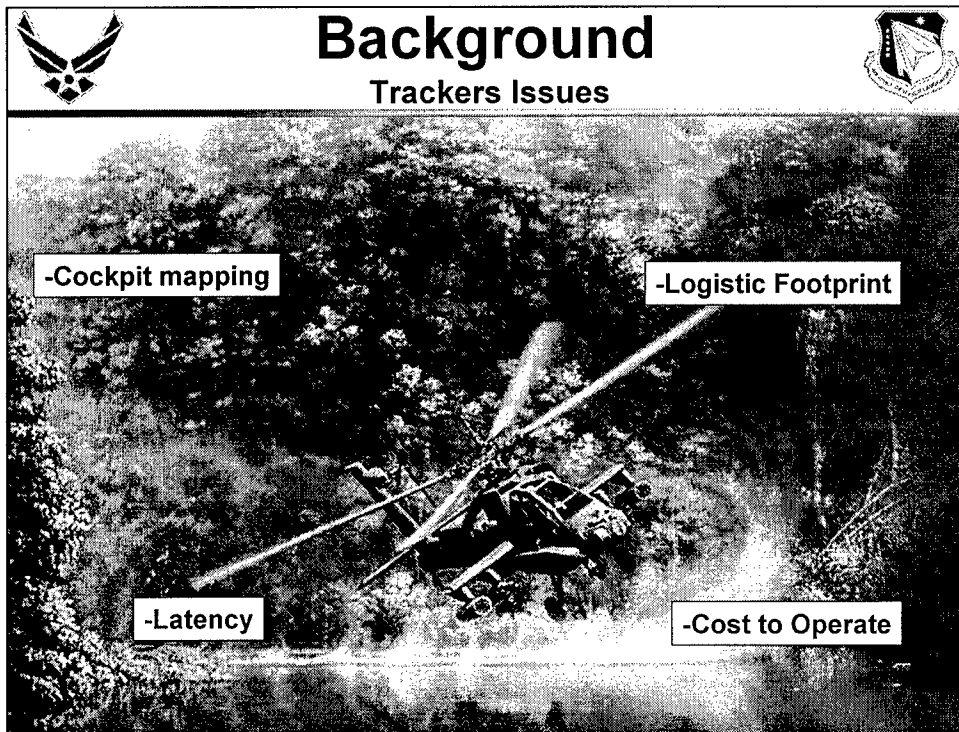 Background
Trackers Issues
-Cockpit mapping
-Logistic Footprint
-Latency
-Cost to Operate